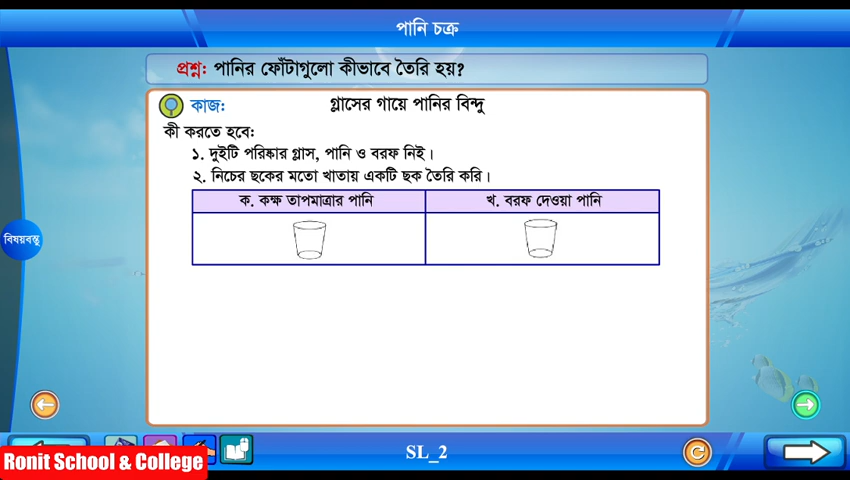 পানি চক্র
প্রশ্ন: পানির ফোঁটাগুলো কীভাবে তৈরি হয়?
কাজ: গ্লাসের গায়ে পানির বিন্দু
কী করতে হবে:
১. দুইটি পরিষ্কার গ্লাস, পানি ও বরফ নিই।
২. নিচের ছকের মতো খাতায় একটি ছক তৈরি করি।
ক. কক্ষ তাপমাত্রার পানি খ. বরফ দেওয়া পানি
বিষয়বস্তু
SL_2
Ronit School & College